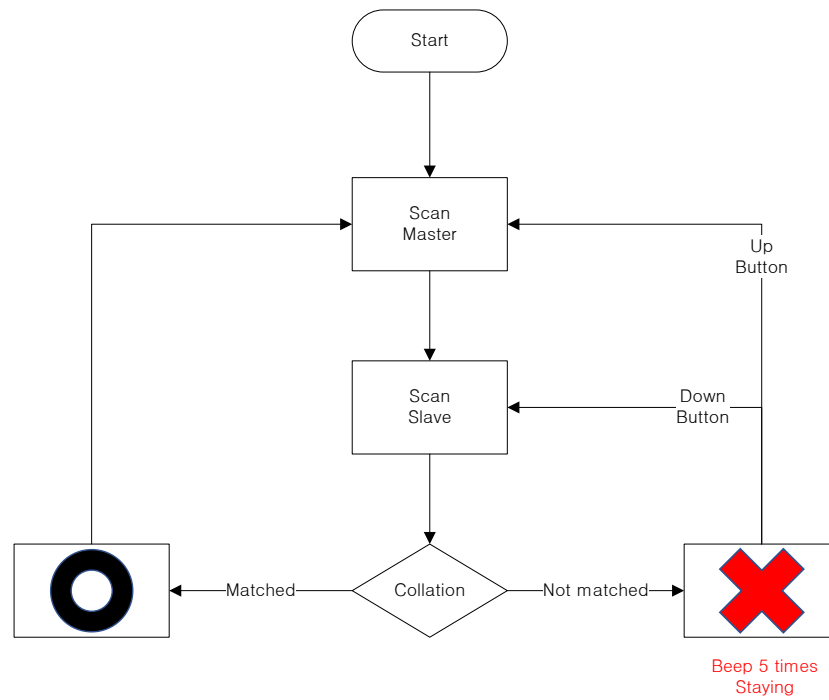 Start
Scan
Master
Up
Button
Scan
Slave
Down
Button
Matched
Collation
Not matched
Beep 5 times
Staying